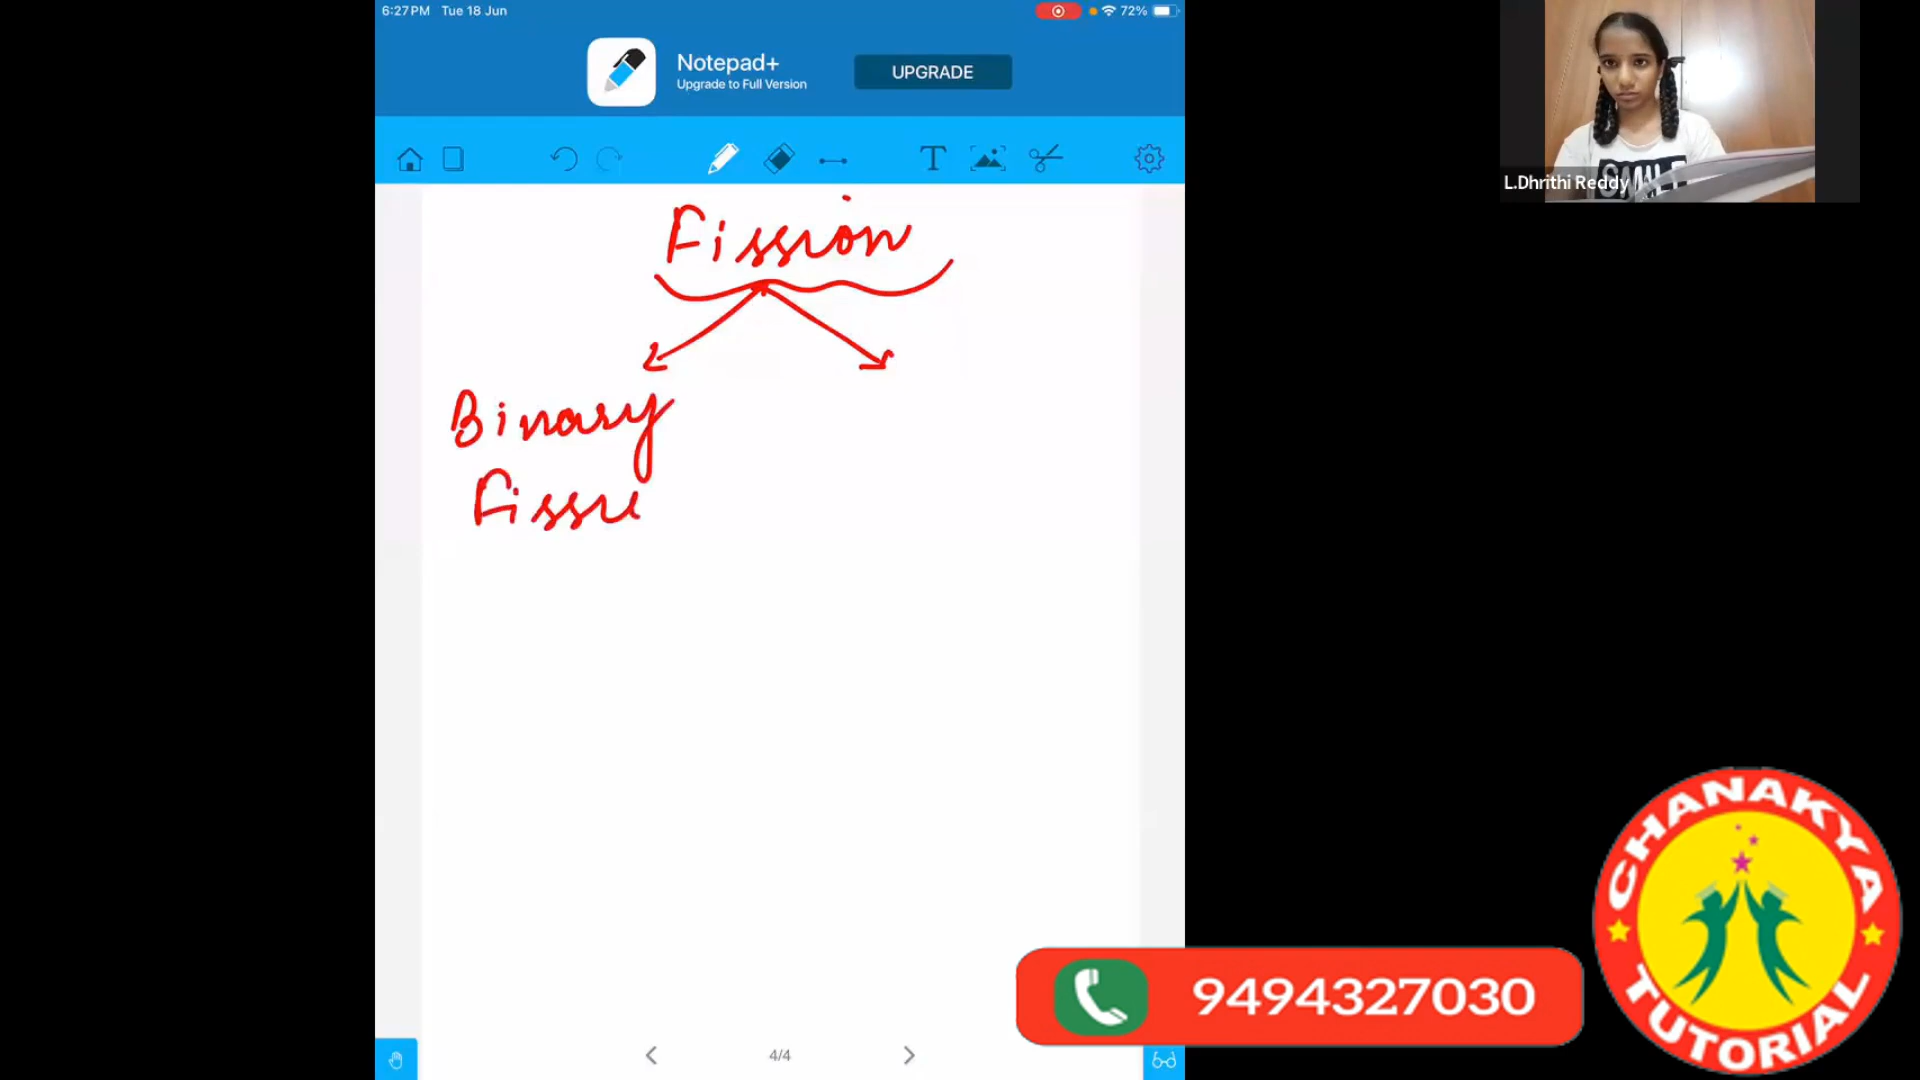 6:27 PM Tue 18 Jun
72%
Notepad+
Upgrade to Full Version
UPGRADE
T
L.Dhrithi Reddy
Fission
Binary
Fissi
4/4
9494327030
CHANAKYA
TUTORIAL